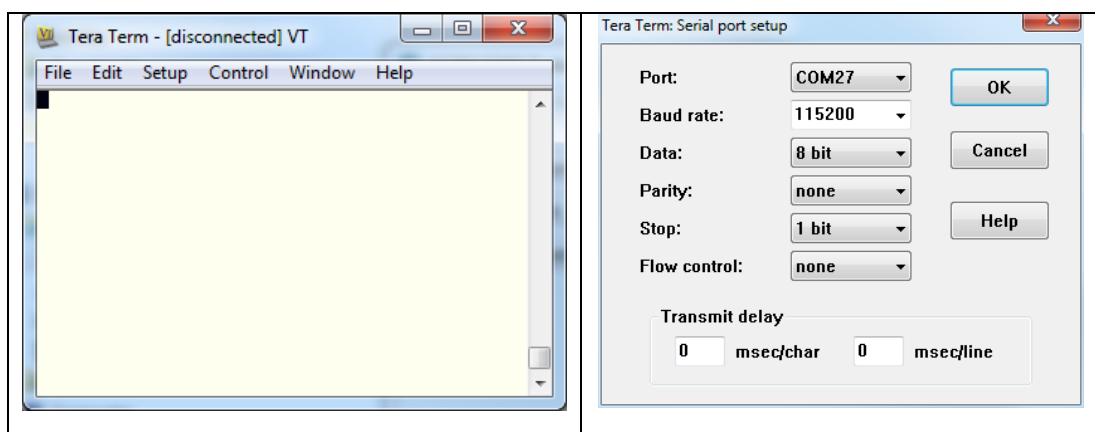 Tera Term - [disconnected] VT
File Edit Setup Control Window Help
Tera Term: Serial port setup
Port: COM27 OK
Baud rate: 115200
Data: 8 bit Cancel
Parity: none
Stop: 1 bit Help
Flow control: none
Transmit delay
0 msec/char 0 msec/line